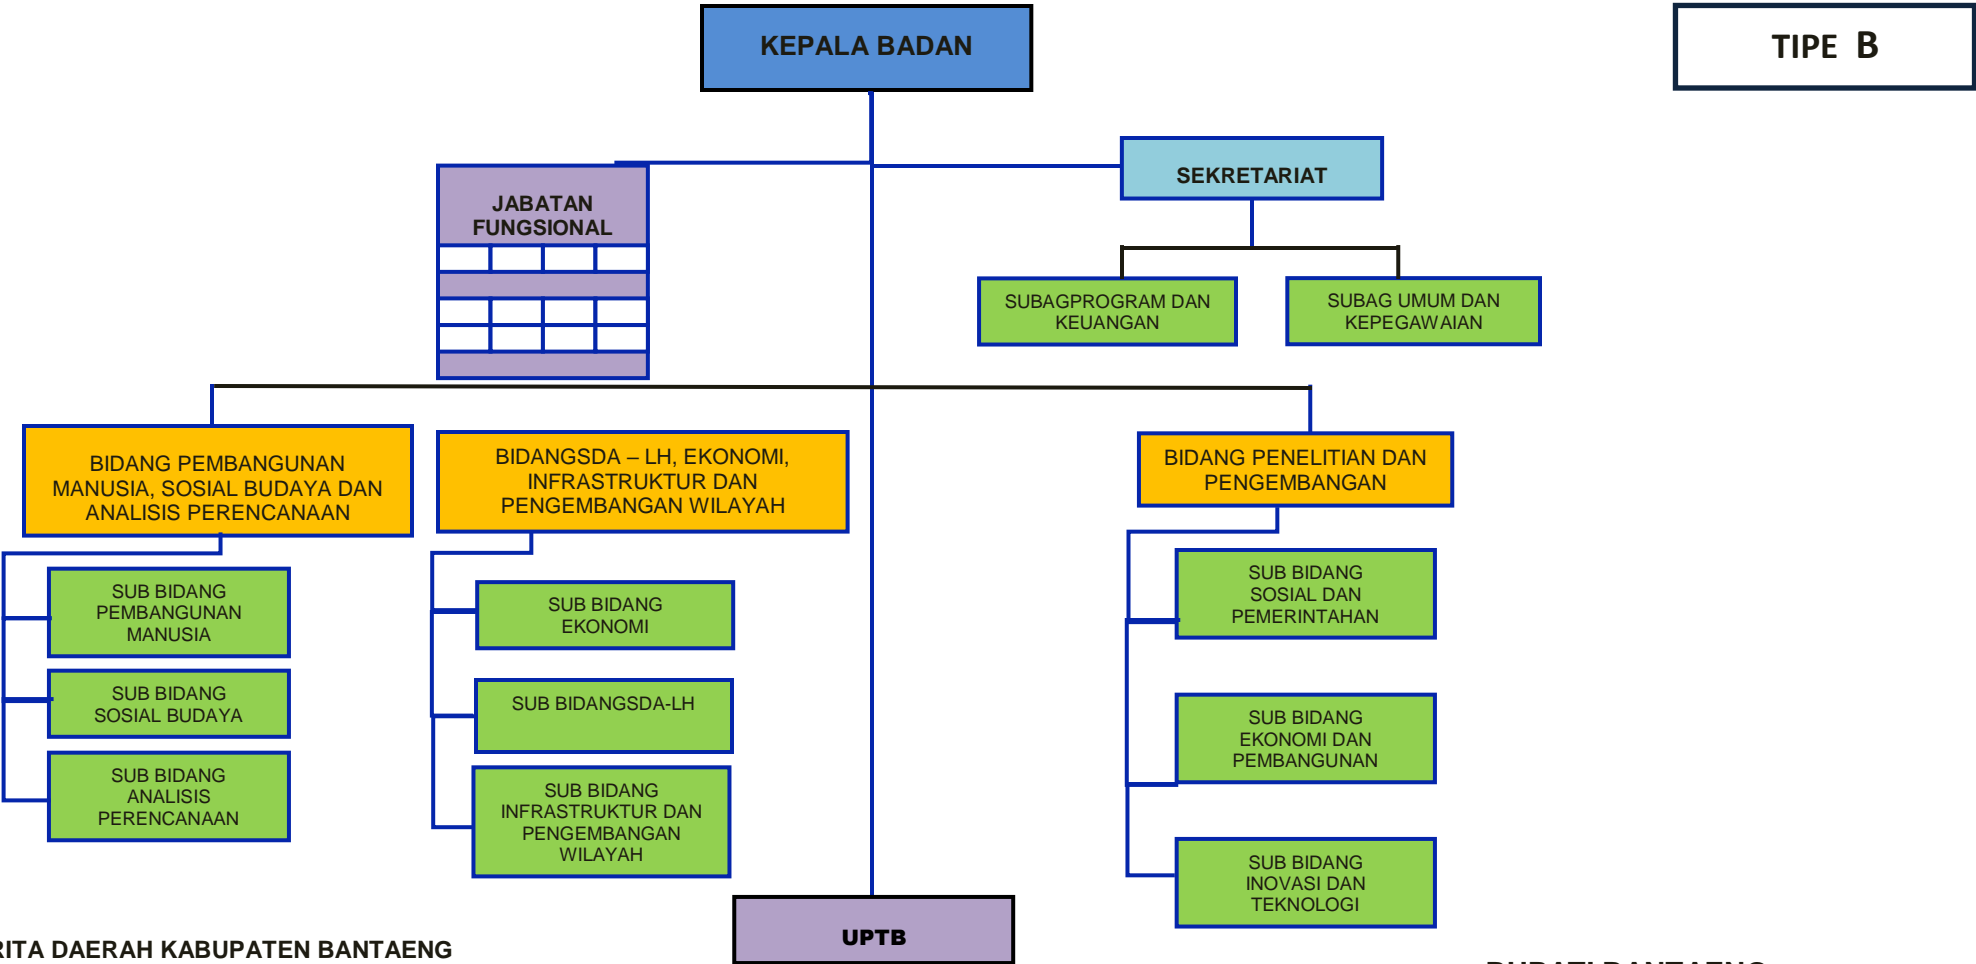 KEPALA BADAN
TIPE B
SEKRETARIAT
JABATAN
FUNGSIONAL
SUBAGPROGRAM DAN
KEUANGAN
SUBAG UMUM DAN
KEPEGAWAIAN
BIDANG PEMBANGUNAN
MANUSIA, SOSIAL BUDAYA DAN
ANALISIS PERENCANAAN
BIDANGSDA – LH, EKONOMI,
INFRASTRUKTUR DAN
PENGEMBANGAN WILAYAH
BIDANG PENELITIAN DAN
PENGEMBANGAN
SUB BIDANG
PEMBANGUNAN
MANUSIA
SUB BIDANG
SOSIAL BUDAYA
SUB BIDANG
ANALISIS
PERENCANAAN
SUB BIDANG
EKONOMI
SUB BIDANGSDA-LH
SUB BIDANG
INFRASTRUKTUR DAN
PENGEMBANGAN
WILAYAH
SUB BIDANG
SOSIAL DAN
PEMERINTAHAN
SUB BIDANG
EKONOMI DAN
PEMBANGUNAN
SUB BIDANG
INOVASI DAN
TEKNOLOGI
UPTB
RITA DAERAH KABUPATEN BANTAENG